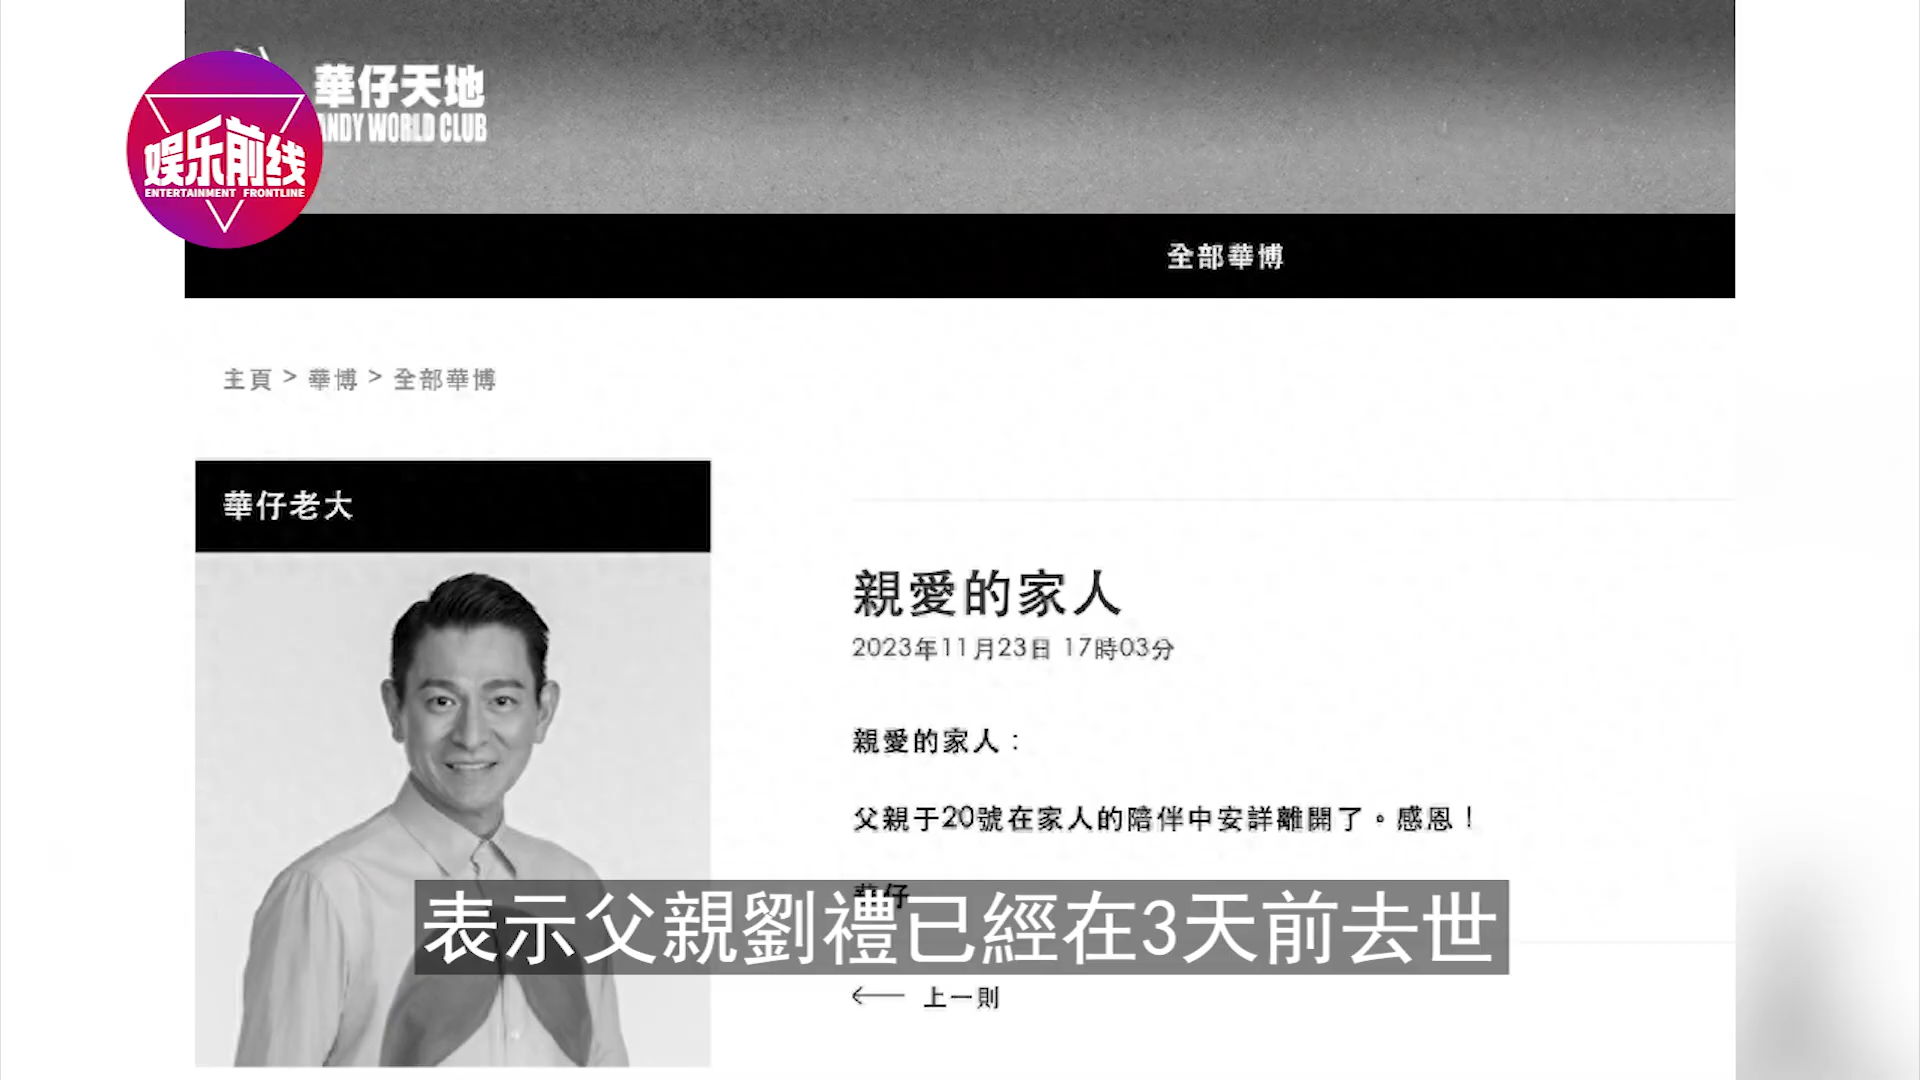 華仔天地
ANDY WORLD CLUB
娱乐前线
ENTERTAINMENT FRONTLINE
全部華博
主頁 > 華博 > 全部華博
華仔老大
親愛的家人
2023年11月23日 17時03分
親愛的家人：
父親于20號在家人的陪伴中安詳離開了。感恩！
華仔
表示父親劉禮已經在3天前去世
上一則